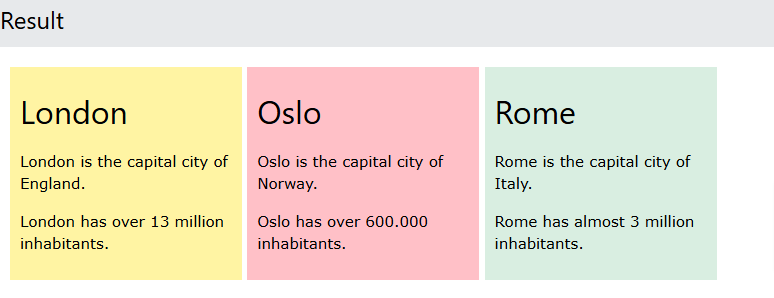 Result
London
London is the capital city of
England.
London has over 13 million
inhabitants.
Oslo
Oslo is the capital city of
Norway.
Oslo has over 600.000
inhabitants.
Rome
Rome is the capital city of
Italy.
Rome has almost 3 million
inhabitants.